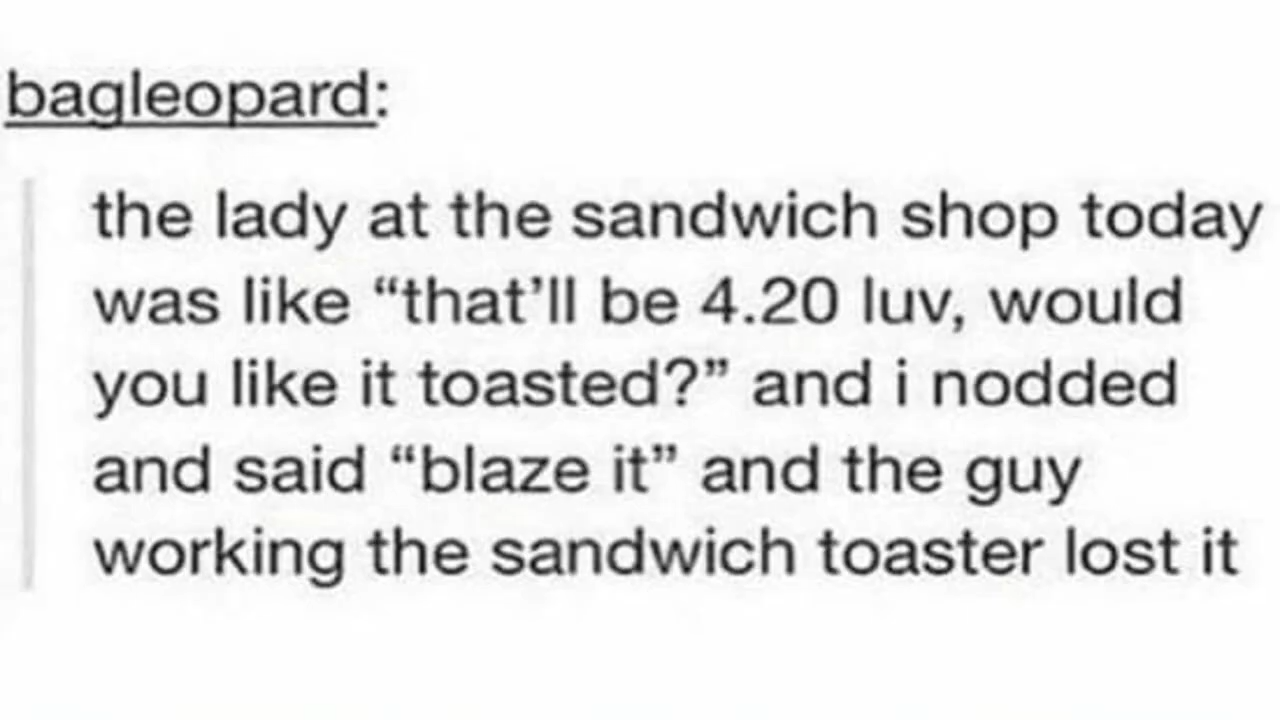 bagleopard:
the lady at the sandwich shop today
was like “that’ll be 4.20 luv, would
you like it toasted?” and i nodded
and said “blaze it” and the guy
working the sandwich toaster lost it